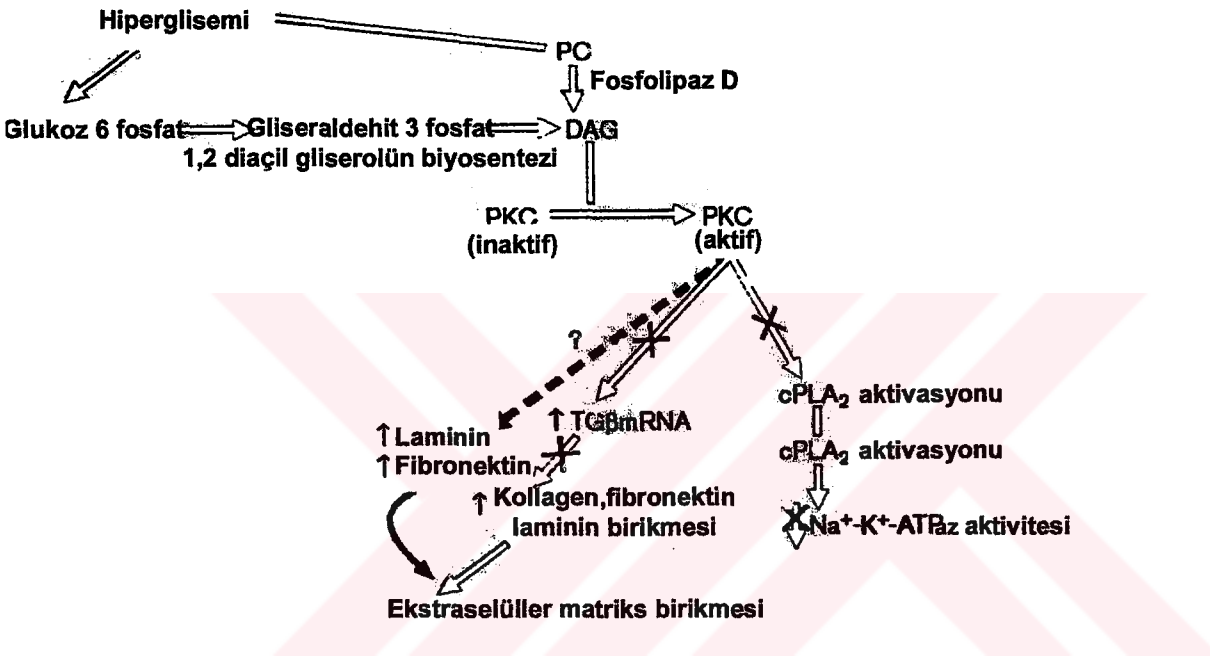 Hiperglisemi
PC
Fosfolipaz D
Glukoz 6 fosfat Gliseraldehit 3 fosfat DAG
1,2 diaçil gliserolün biyosentezi
PKC PKC
(inaktif) (aktif)
?
cPLA₂ aktivasyonu
↑ TGβmRNA
↑ Laminin
cPLA₂ aktivasyonu
↑ Fibronektin
↑ Kollagen,fibronektin
laminin birikmesi
Na⁺-K⁺-ATPaz aktivitesi
Ekstraselüller matriks birikmesi